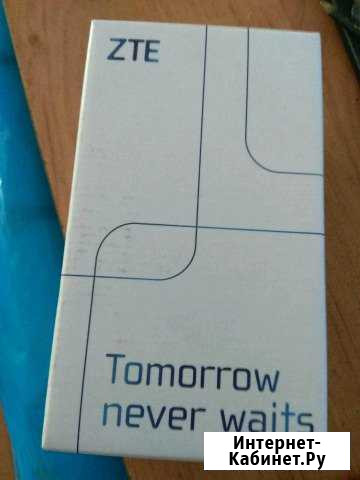 ZTE
Tomorrow
never waits
Интернет-
Кабинет.Ру